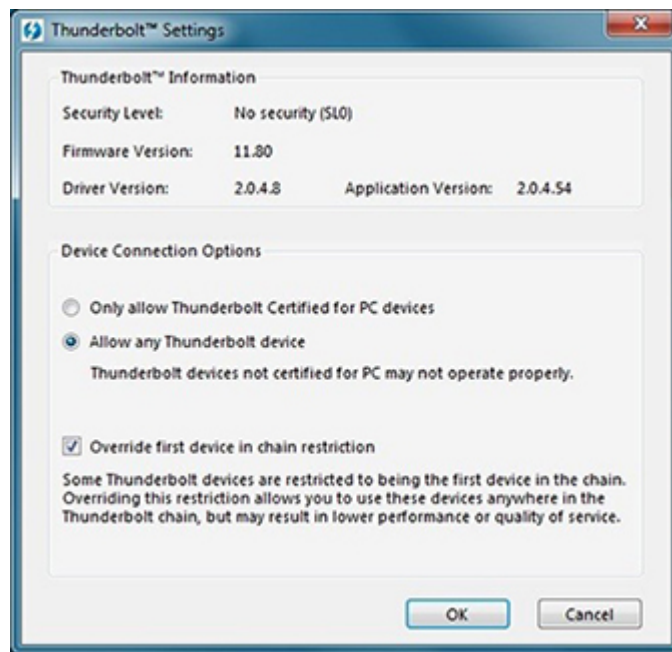 Thunderbolt™ Settings
Thunderbolt™ Information
Security Level: No security (SL0)
Firmware Version: 11.80
Driver Version: 2.0.4.8 Application Version: 2.0.4.54
Device Connection Options
Only allow Thunderbolt Certified for PC devices
Allow any Thunderbolt device
Thunderbolt devices not certified for PC may not operate properly.
Override first device in chain restriction
Some Thunderbolt devices are restricted to being the first device in the chain.
Overriding this restriction allows you to use these devices anywhere in the
Thunderbolt chain, but may result in lower performance or quality of service.
OK Cancel